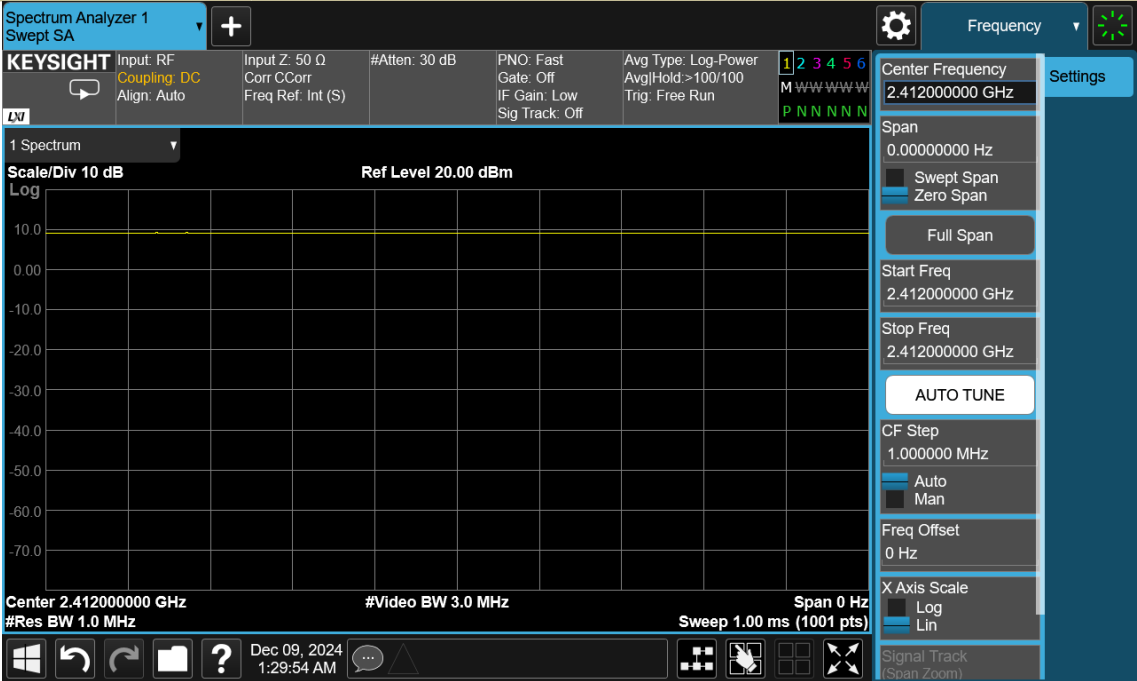 Spectrum Analyzer 1
Swept SA
+
Frequency
KEYSIGHT
LXI
Input: RF
Coupling: DC
Align: Auto
Input Z: 50 Ω
Corr CCorr
Freq Ref: Int (S)
#Atten: 30 dB
PNO: Fast
Gate: Off
IF Gain: Low
Sig Track: Off
Avg Type: Log-Power
Avg|Hold:>100/100
Trig: Free Run
1 2 3 4 5 6
M W W W W W
P N N N N N
1 Spectrum
Scale/Div 10 dB
Ref Level 20.00 dBm
Log
10.0
0.00
-10.0
-20.0
-30.0
-40.0
-50.0
-60.0
-70.0
Center 2.412000000 GHz
#Video BW 3.0 MHz
Span 0 Hz
#Res BW 1.0 MHz
Sweep 1.00 ms (1001 pts)
Center Frequency
2.412000000 GHz
Settings
Span
0.00000000 Hz
Swept Span
Zero Span
Full Span
Start Freq
2.412000000 GHz
Stop Freq
2.412000000 GHz
AUTO TUNE
CF Step
1.000000 MHz
Auto
Man
Freq Offset
0 Hz
X Axis Scale
Log
Lin
Signal Track
(Span Zoom)
?
Dec 09, 2024
1:29:54 AM